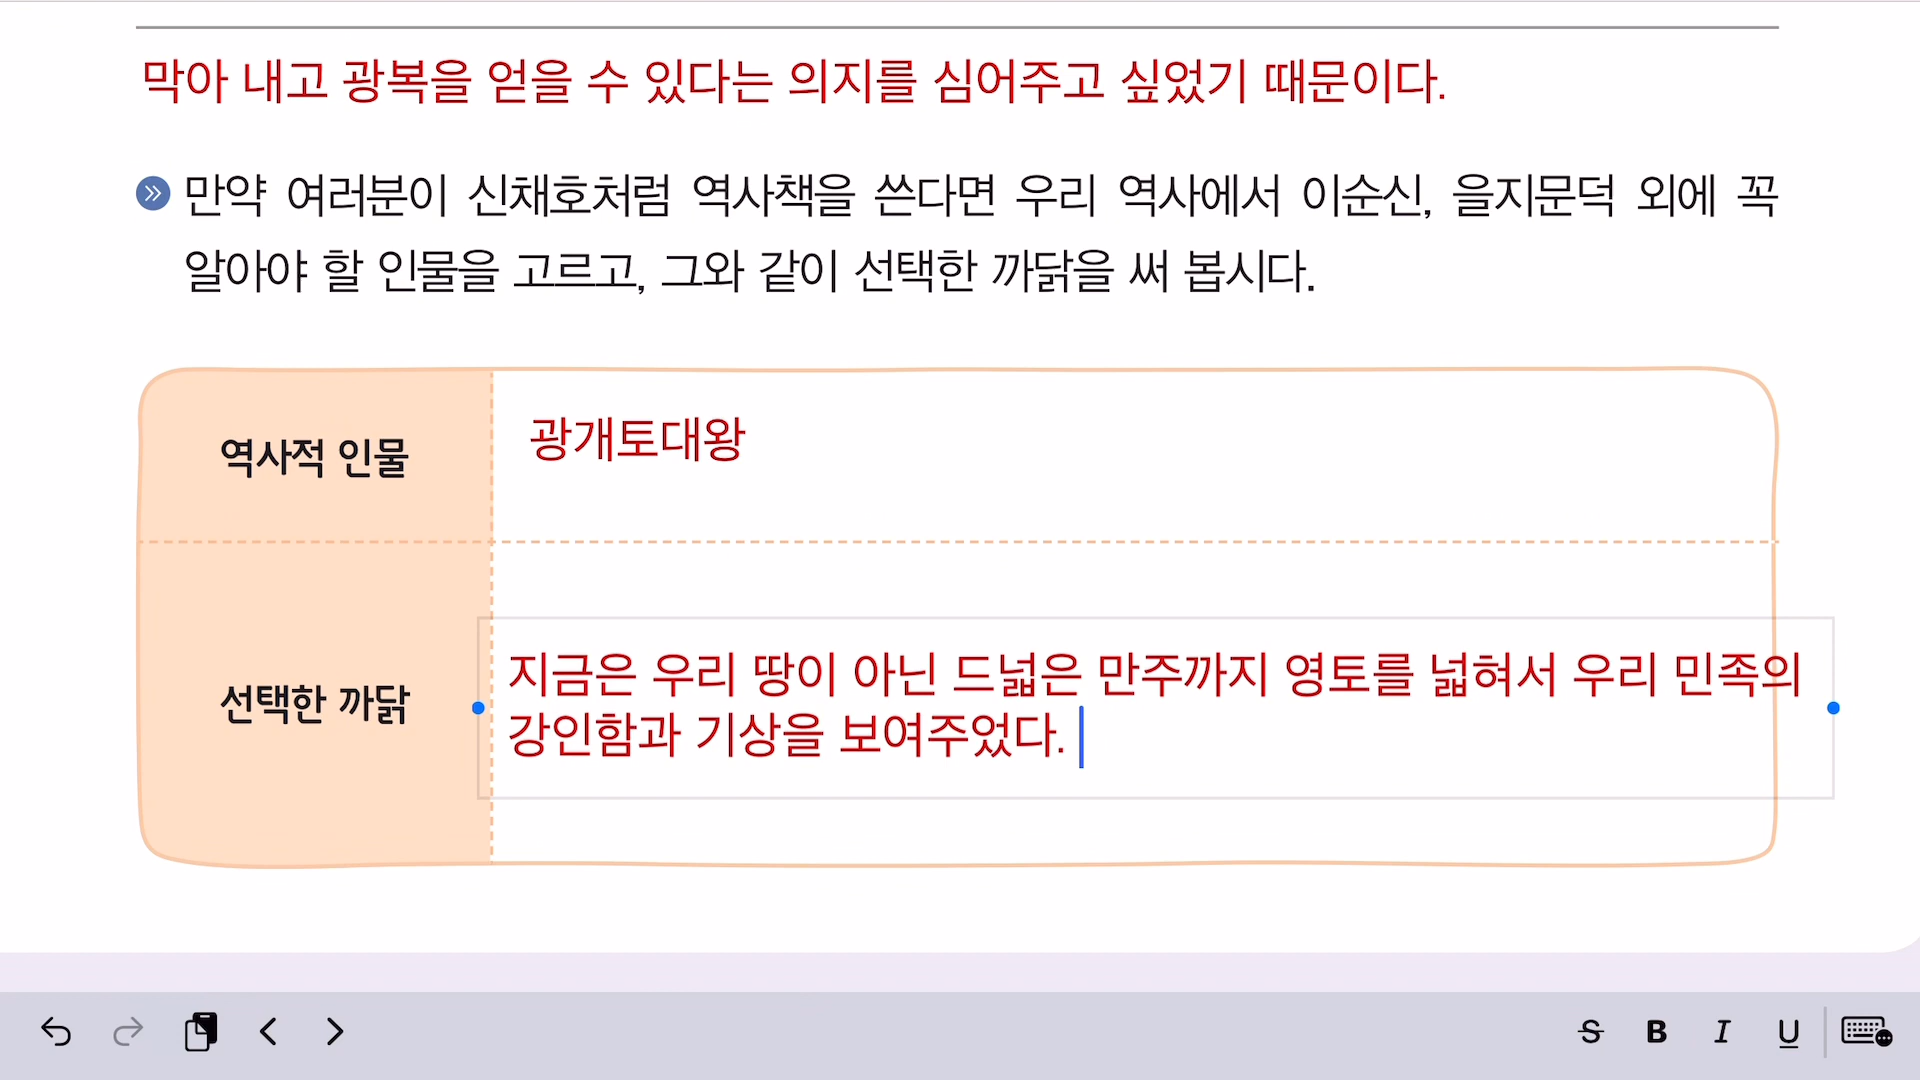 막아 내고 광복을 얻을 수 있다는 의지를 심어주고 싶었기 때문이다.
만약 여러분이 신채호처럼 역사책을 쓴다면 우리 역사에서 이순신, 을지문덕 외에 꼭
알아야 할 인물을 고르고, 그와 같이 선택한 까닭을 써 봅시다.
역사적 인물
광개토대왕
선택한 까닭
지금은 우리 땅이 아닌 드넓은 만주까지 영토를 넓혀서 우리 민족의
강인함과 기상을 보여주었다.
S B I U